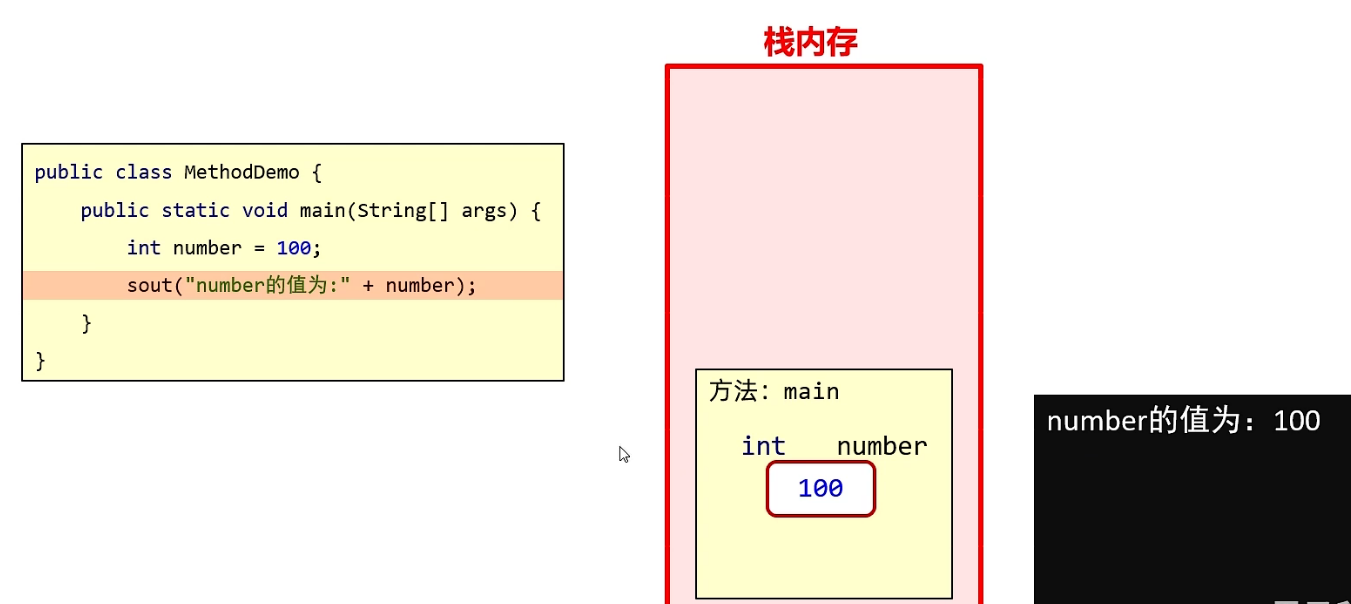 栈内存
public class MethodDemo {
public static void main(String[] args) {
int number = 100;
sout("number的值为:" + number);
}
}
方法: main
int number
100
number的值为: 100